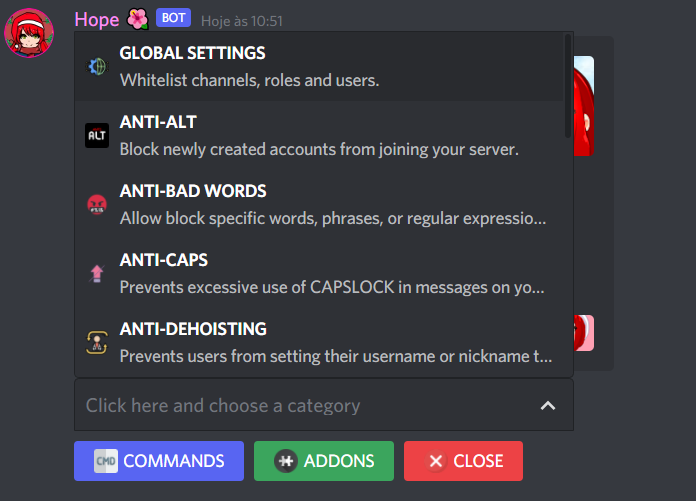 Hope 🌺 BOT Hoje às 10:51
GLOBAL SETTINGS
Whitelist channels, roles and users.
ALT
ANTI-ALT
Block newly created accounts from joining your server.
ANTI-BAD WORDS
Allow block specific words, phrases, or regular expressio...
ANTI-CAPS
Prevents excessive use of CAPSLOCK in messages on yo...
ANTI-DEHOISTING
Prevents users from setting their username or nickname t...
Click here and choose a category
CMD COMMANDS ADDONS CLOSE